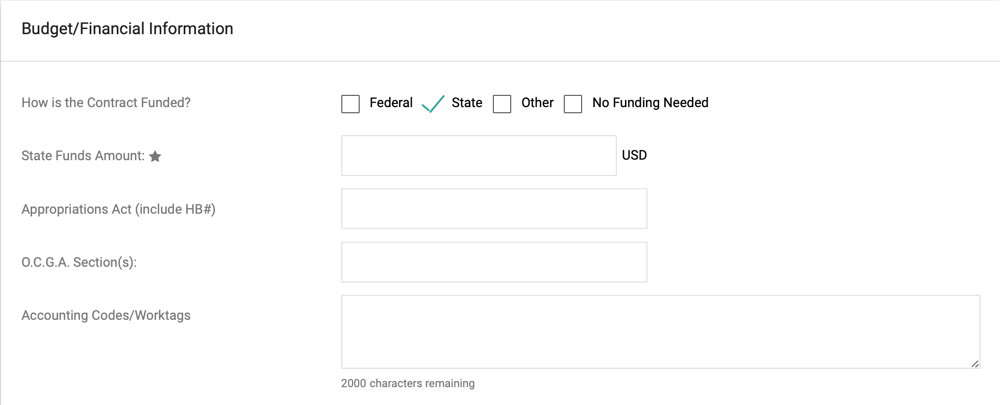 Budget/Financial Information
How is the Contract Funded? Federal State Other No Funding Needed
State Funds Amount: USD
Appropriations Act (include HB#)
O.C.G.A. Section(s):
Accounting Codes/Worktags
2000 characters remaining